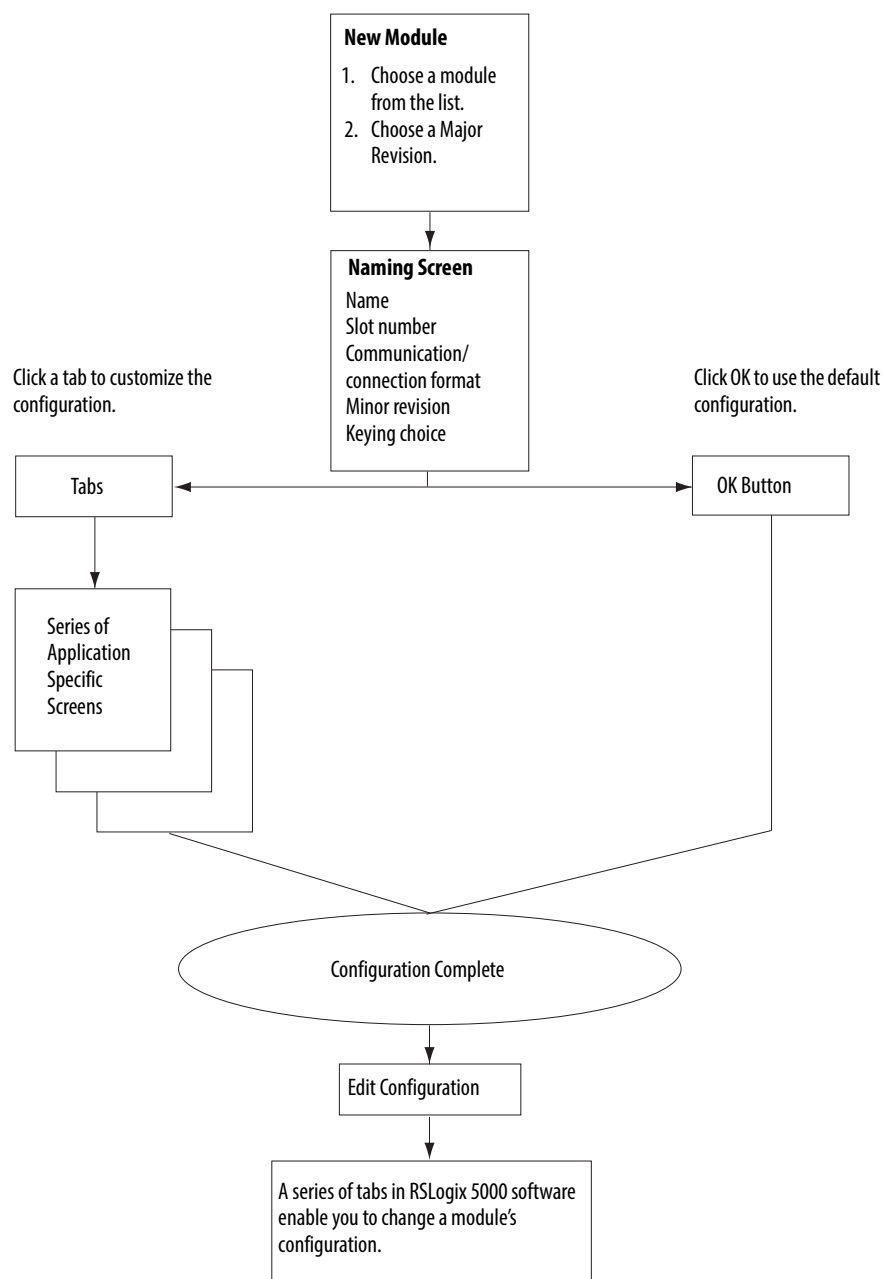 New Module
1. Choose a module
from the list.
2. Choose a Major
Revision.
Naming Screen
Name
Slot number
Communication/
connection format
Minor revision
Keying choice
Click a tab to customize the
configuration.
Click OK to use the default
configuration.
Tabs
OK Button
Series of
Application
Specific
Screens
Configuration Complete
Edit Configuration
A series of tabs in RSLogix 5000 software
enable you to change a module's
configuration.